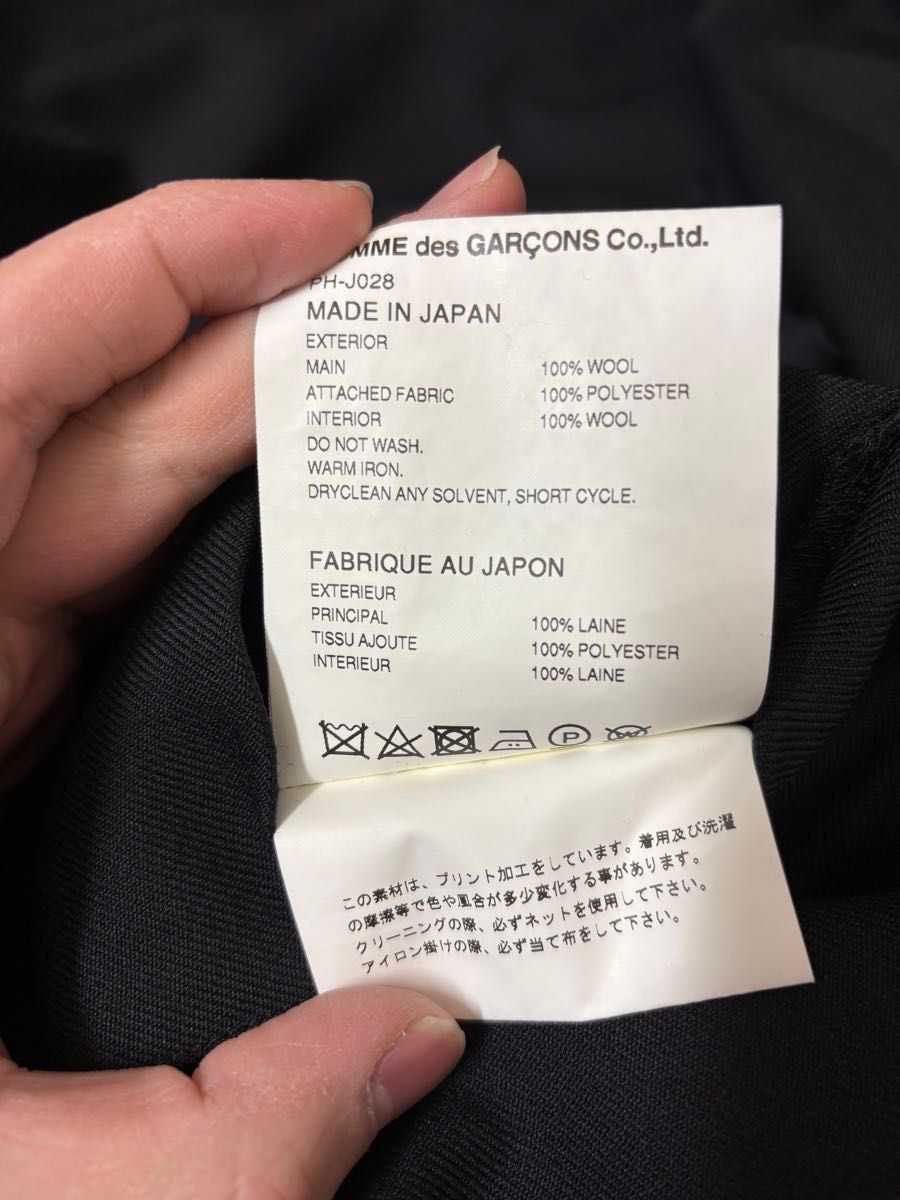 MME des GARÇONS Co.,Ltd.
PH-J028
MADE IN JAPAN
EXTERIOR
MAIN 100% WOOL
ATTACHED FABRIC 100% POLYESTER
INTERIOR 100% WOOL
DO NOT WASH.
WARM IRON.
DRYCLEAN ANY SOLVENT, SHORT CYCLE.
FABRIQUE AU JAPON
EXTERIEUR
PRINCIPAL 100% LAINE
TISSU AJOUTE 100% POLYESTER
INTERIEUR 100% LAINE
P W
この素材は、プリント加工をしています。着用及び洗濯
の摩擦等で色や風合が多少変化する事があります。
クリーニングの際、必ずネットを使用して下さい。
アイロン掛けの際、必ず当て布をして下さい。